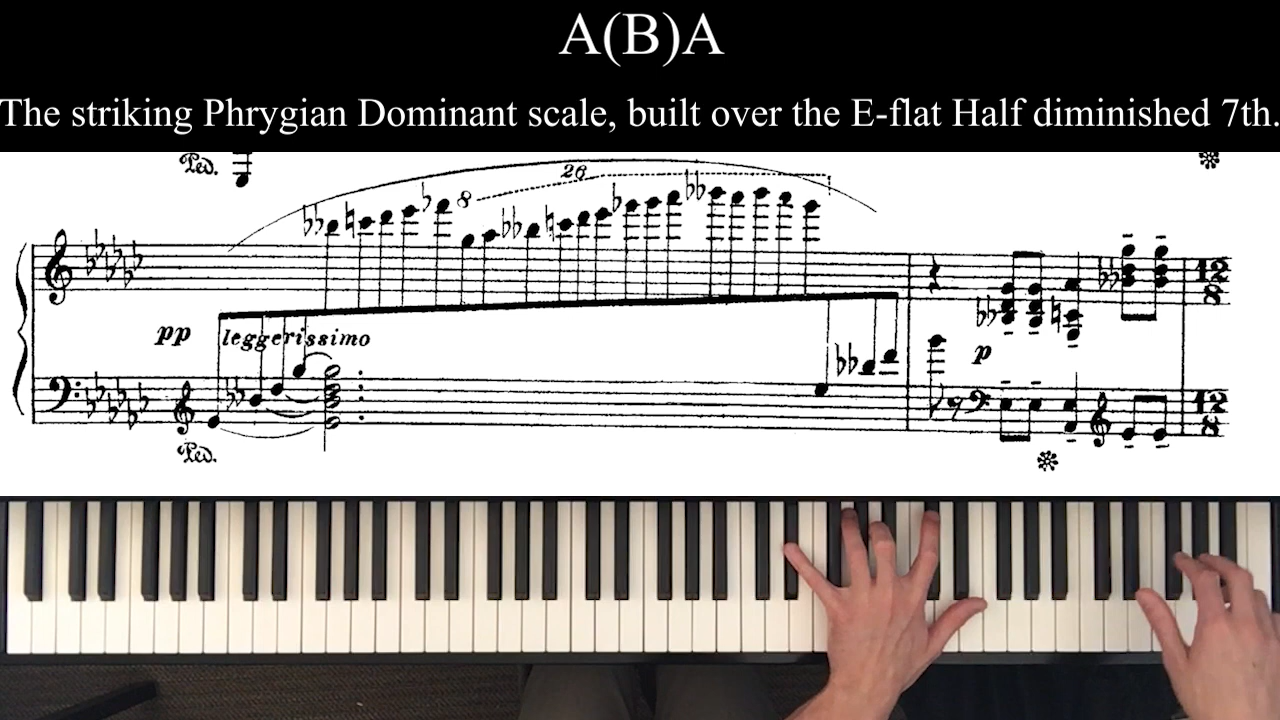 A(B)A
The striking Phrygian Dominant scale, built over the E-flat Half diminished 7th.
Ped.
26
8
pp leggerissimo
p
12
8
12
8
Ped.